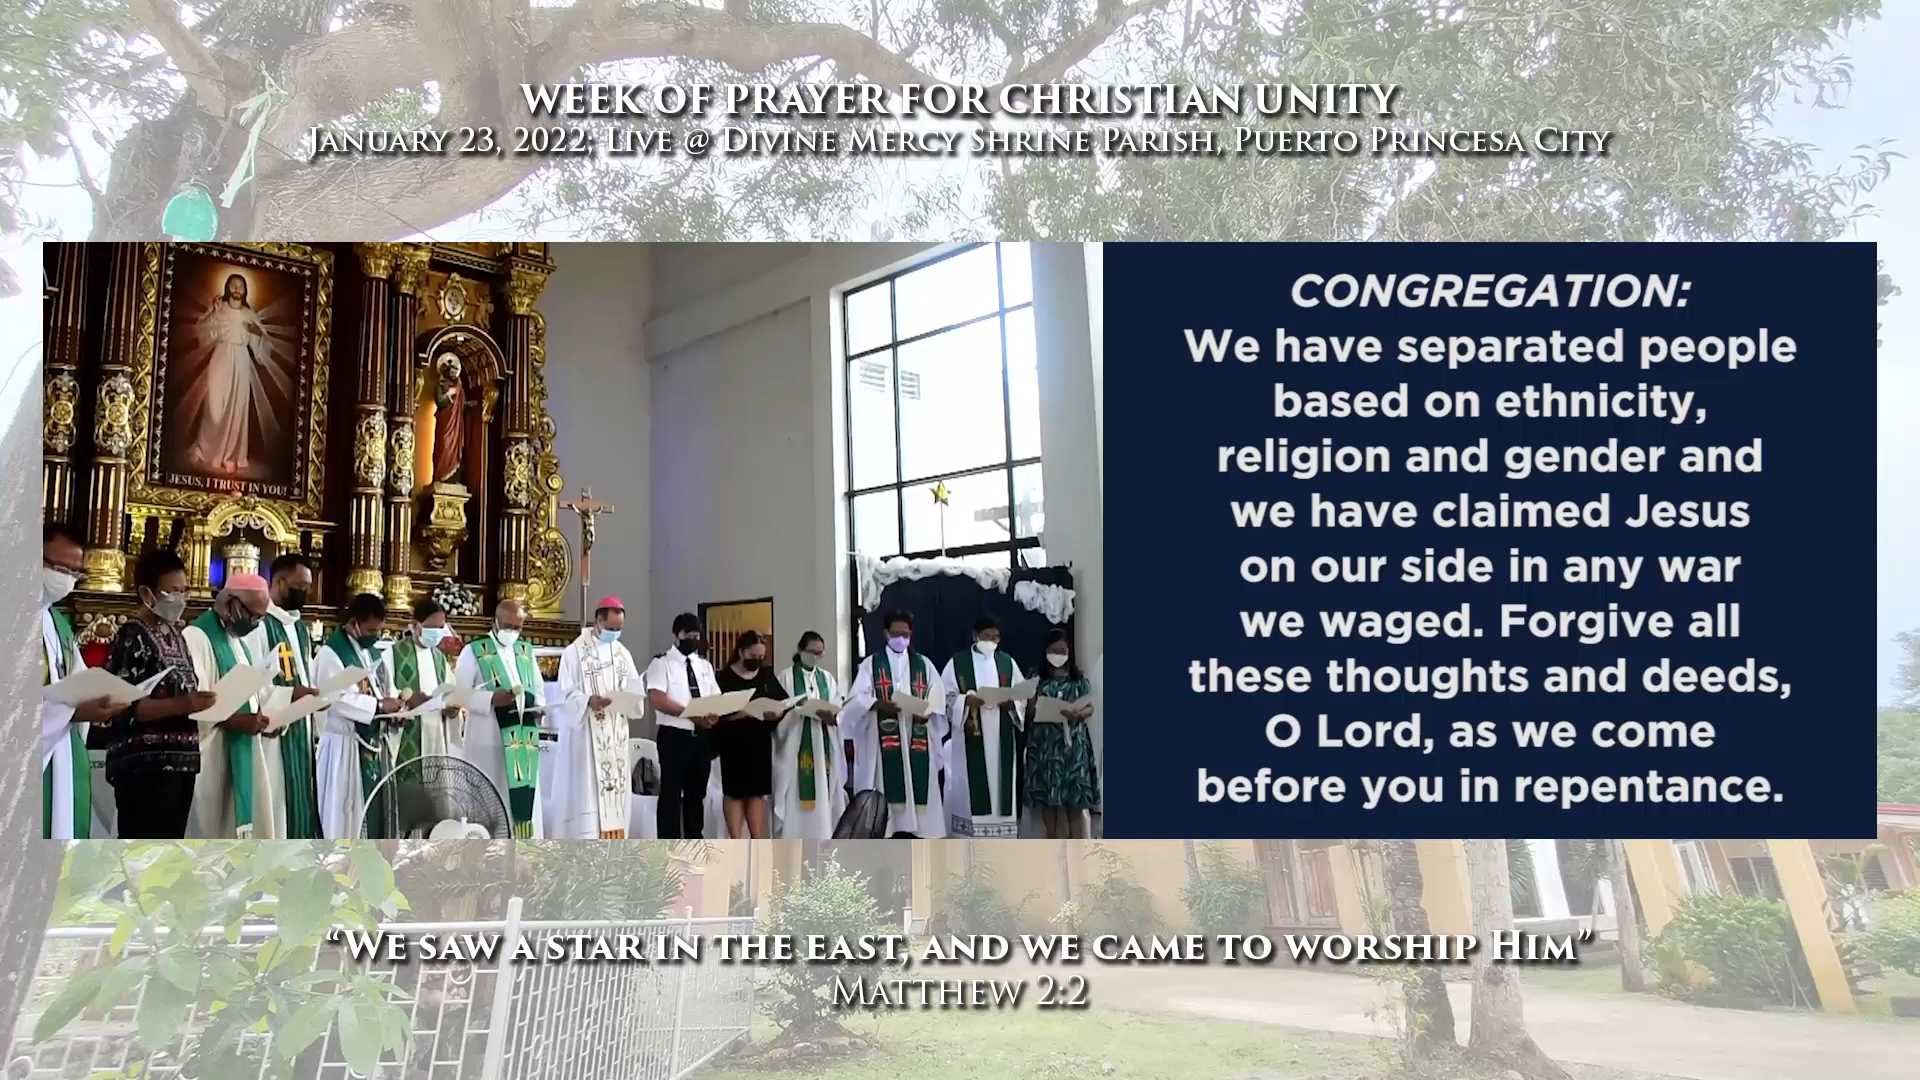 WEEK OF PRAYER FOR CHRISTIAN UNITY
JANUARY 23, 2022; LIVE @ DIVINE MERCY SHRINE PARISH, PUERTO PRINCESA CITY
JESUS, I TRUST IN YOU!
CONGREGATION:
We have separated people
based on ethnicity,
religion and gender and
we have claimed Jesus
on our side in any war
we waged. Forgive all
these thoughts and deeds,
O Lord, as we come
before you in repentance.
“WE SAW A STAR IN THE EAST, AND WE CAME TO WORSHIP HIM”
MATTHEW 2:2